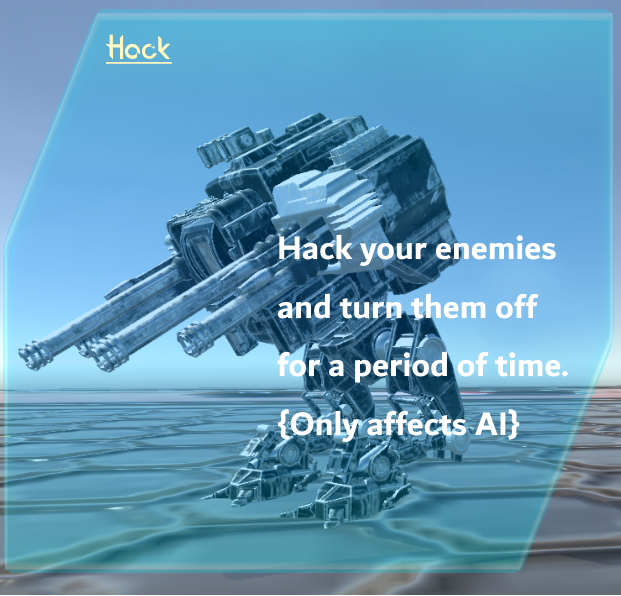 Hack
Hack your enemies
and turn them off
for a period of time.
{Only affects AI}